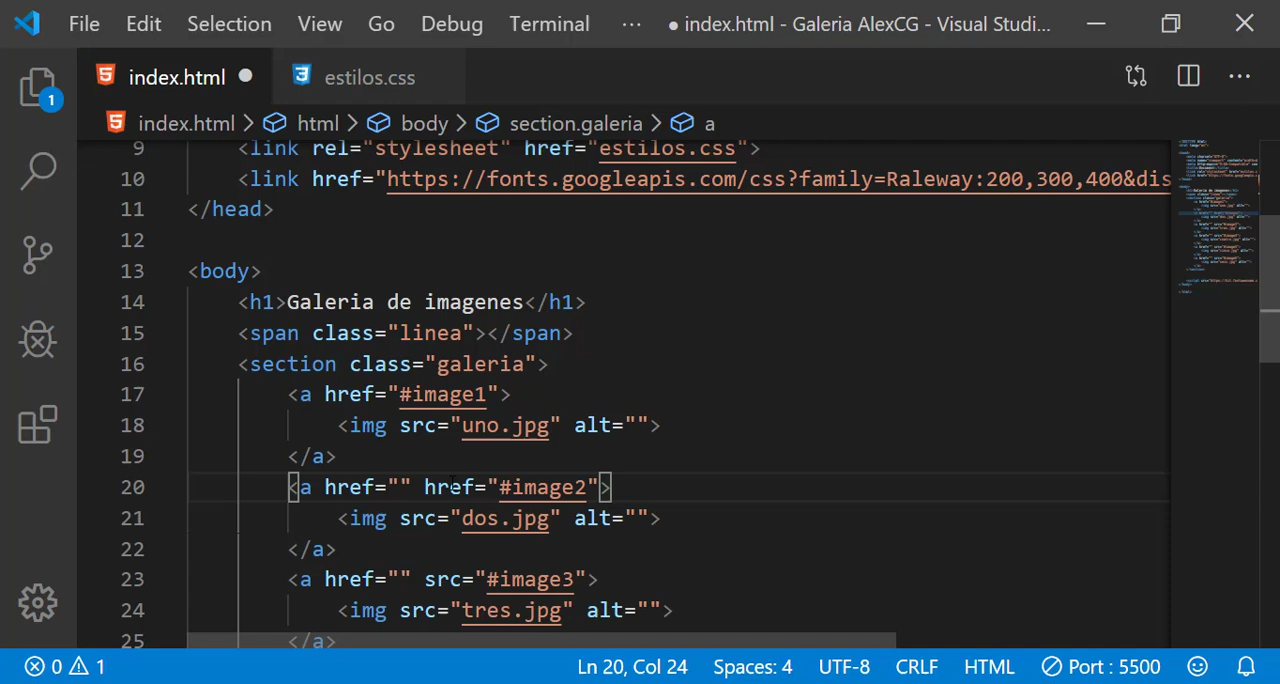 File Edit Selection View Go Debug Terminal ··· ● index.html - Galeria AlexCG - Visual Studi...
index.html ● estilos.css
index.html > html > body > section.galeria > a
1
9 <link rel="stylesheet" href="estilos.css">
10 <link href="https://fonts.googleapis.com/css?family=Raleway:200,300,400&dis
11 </head>
12
13 <body>
14 <h1>Galeria de imagenes</h1>
15 <span class="linea"></span>
16 <section class="galeria">
17 <a href="#image1">
18 <img src="uno.jpg" alt="">
19 </a>
20 <a href="" href="#image2">
21 <img src="dos.jpg" alt="">
22 </a>
23 <a href="" src="#image3">
24 <img src="tres.jpg" alt="">
25 </a>
0 1 Ln 20, Col 24 Spaces: 4 UTF-8 CRLF HTML Port : 5500